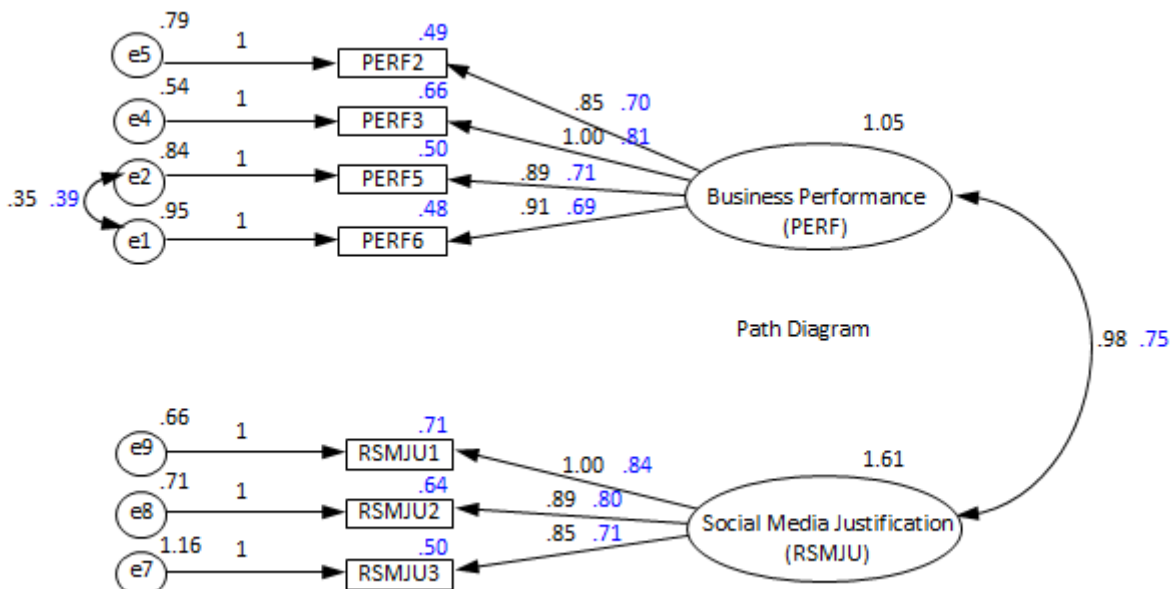 .79 .49
e5 1 PERF2
.85 .70
.54 .66
e4 1 PERF3
1.00 .81 1.05
.84 .50
e2 1 PERF5
.89 .71
Business Performance
(PERF)
.35 .39
.95 .48
e1 1 PERF6
.91 .69
Path Diagram
.98 .75
.66 .71
e9 1 RSMJU1
1.00 .84 1.61
.71 .64
e8 1 RSMJU2
.89 .80
Social Media Justification
(RSMJU)
1.16 .50
e7 1 RSMJU3
.85 .71